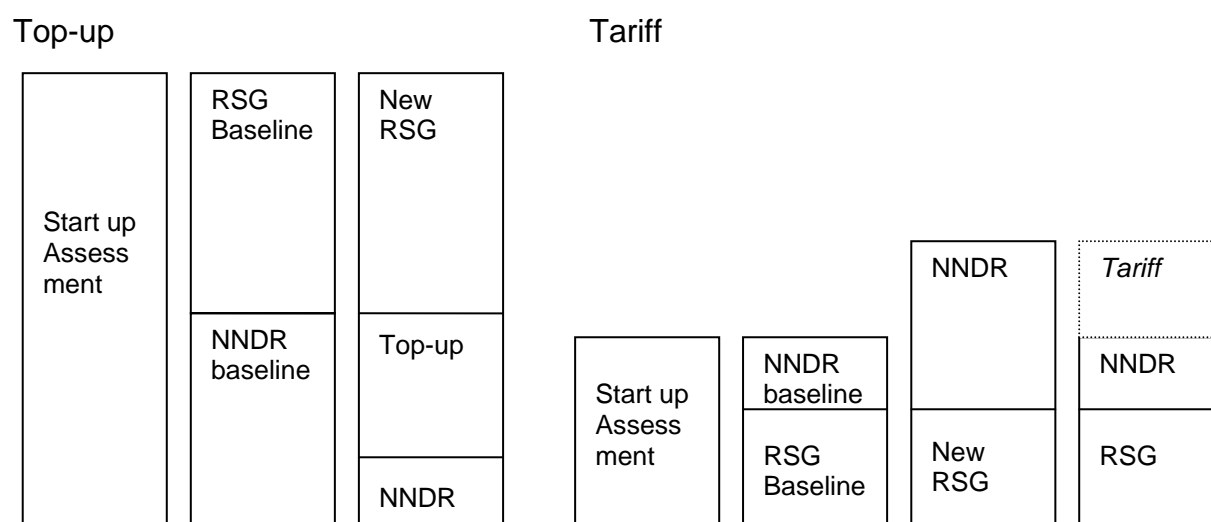 Top-up
Tariff
Start up
Assess
ment
RSG
Baseline
NNDR
baseline
New
RSG
Top-up
NNDR
Start up
Assess
ment
NNDR
baseline
RSG
Baseline
NNDR
New
RSG
Tariff
NNDR
RSG